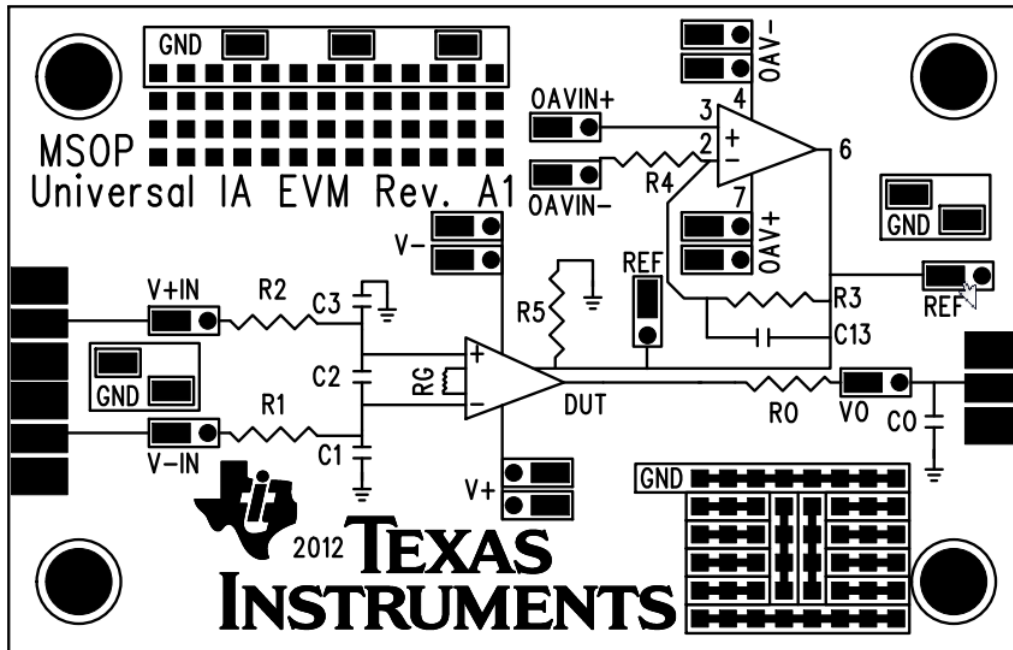 GND
OAV-
OAVIN+
3
4
+
2
-
6
R4
OAVIN-
7
OAV+
MSOP
Universal IA EVM Rev. A1
GND
V-
REF
REF
V+IN
R2
C3
R5
R3
C13
GND
C2
RG
+
-
DUT
R1
RO
VO
CO
V-IN
C1
V+
GND
ti
2012
TEXAS
INSTRUMENTS